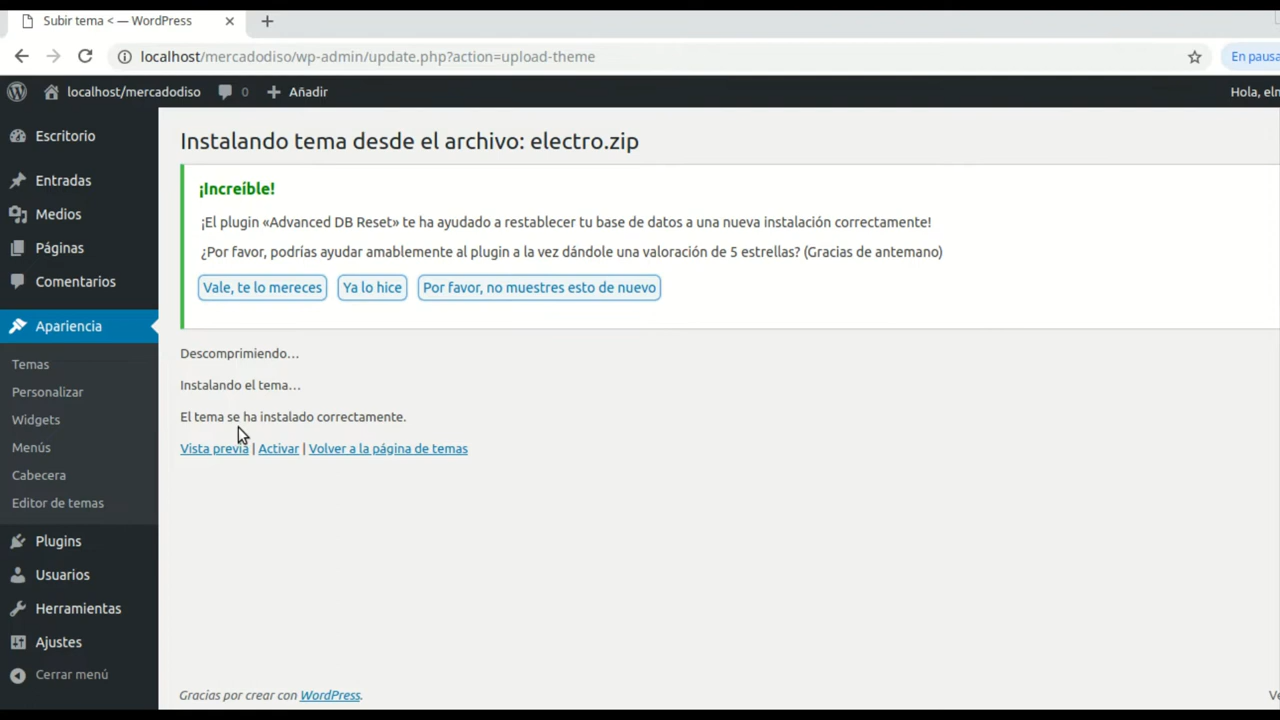 Subir tema < — WordPress
localhost/mercadodiso/wp-admin/update.php?action=upload-theme
En pausa
localhost/mercadodiso 0 Añadir
Hola,
Escritorio
Entradas
Medios
Páginas
Comentarios
Apariencia
Temas
Personalizar
Widgets
Menús
Cabecera
Editor de temas
Plugins
Usuarios
Herramientas
Ajustes
Cerrar menú
Instalando tema desde el archivo: electro.zip
¡Increíble!
¡El plugin «Advanced DB Reset» te ha ayudado a restablecer tu base de datos a una nueva instalación correctamente!
¿Por favor, podrías ayudar amablemente al plugin a la vez dándole una valoración de 5 estrellas? (Gracias de antemano)
Vale, te lo mereces Ya lo hice Por favor, no muestres esto de nuevo
Descomprimiendo…
Instalando el tema…
El tema se ha instalado correctamente.
Vista previa | Activar | Volver a la página de temas
Gracias por crear con WordPress.